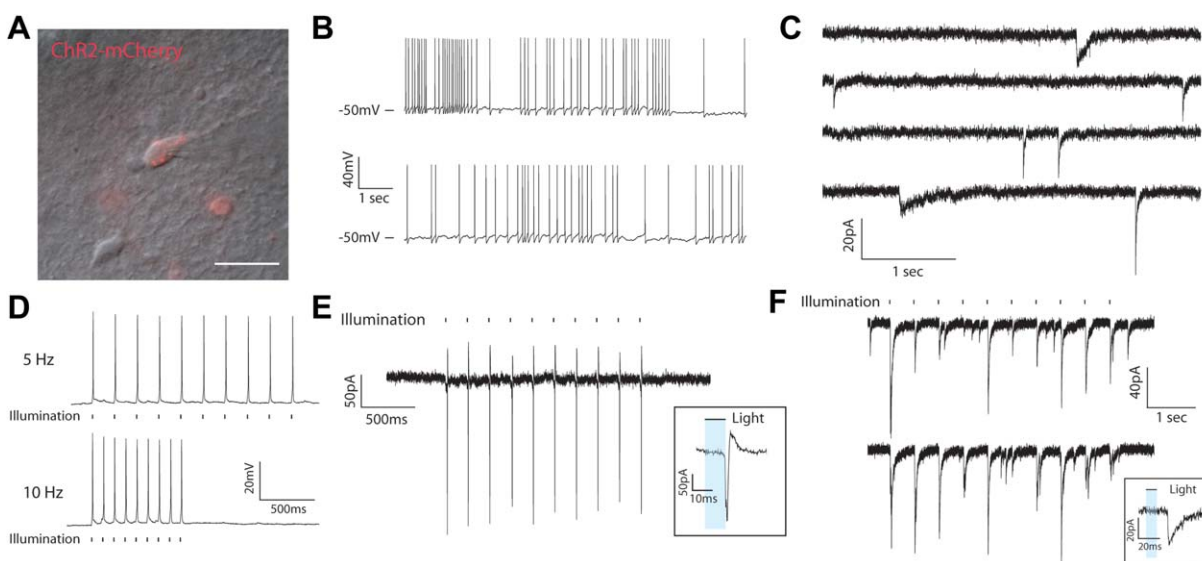 A
ChR2-mCherry
B
-50mV
40mV
1 sec
-50mV
C
20pA
1 sec
D
5 Hz
Illumination
10 Hz
20mV
500ms
Illumination
E
Illumination
50pA
500ms
Light
50pA
10ms
F
Illumination
40pA
1 sec
Light
20pA
20ms